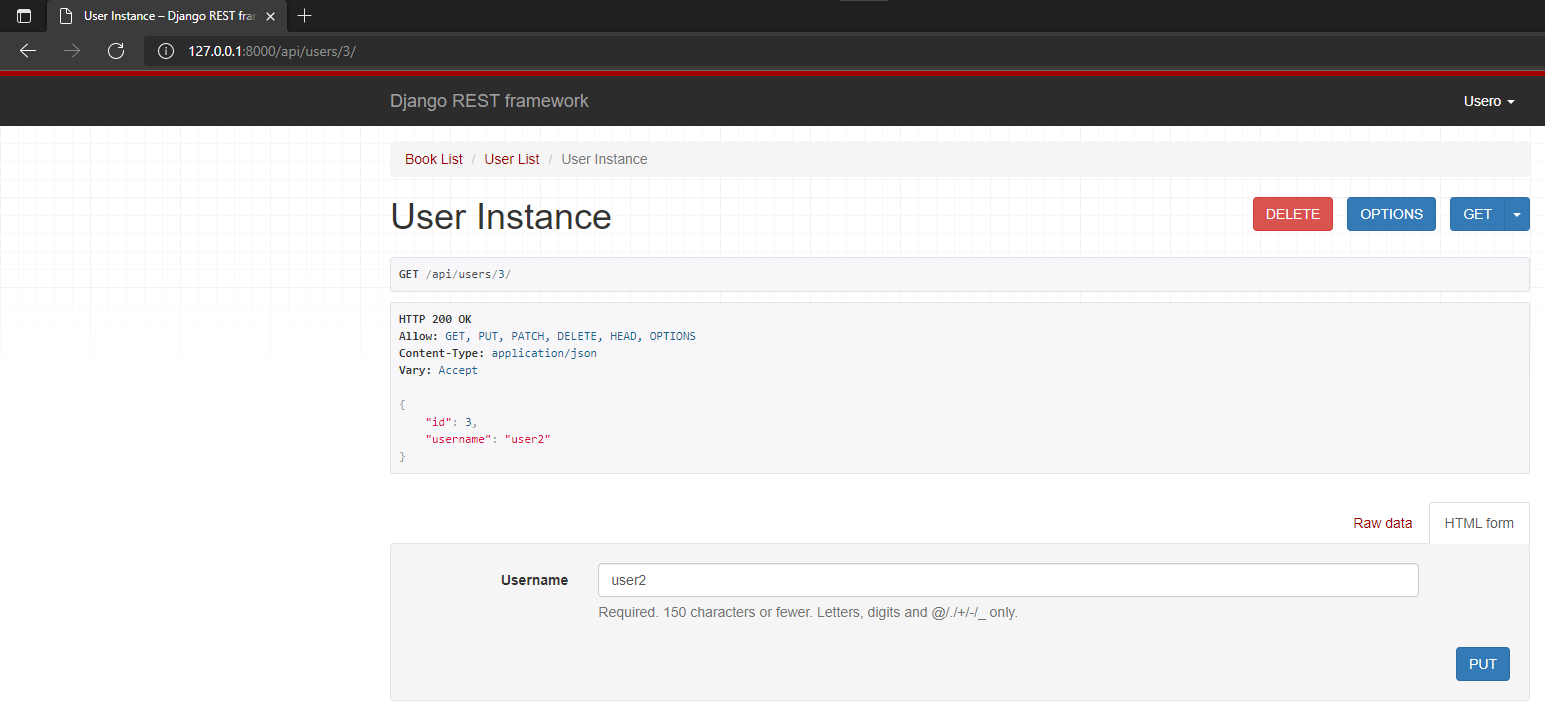 User Instance – Django REST fra
127.0.0.1:8000/api/users/3/
Django REST framework
Usero
Book List / User List / User Instance
User Instance
DELETE
OPTIONS
GET
GET /api/users/3/
HTTP 200 OK
Allow: GET, PUT, PATCH, DELETE, HEAD, OPTIONS
Content-Type: application/json
Vary: Accept
{
    "id": 3,
    "username": "user2"
}
Raw data
HTML form
Username
user2
Required. 150 characters or fewer. Letters, digits and @/./+/-/_ only.
PUT